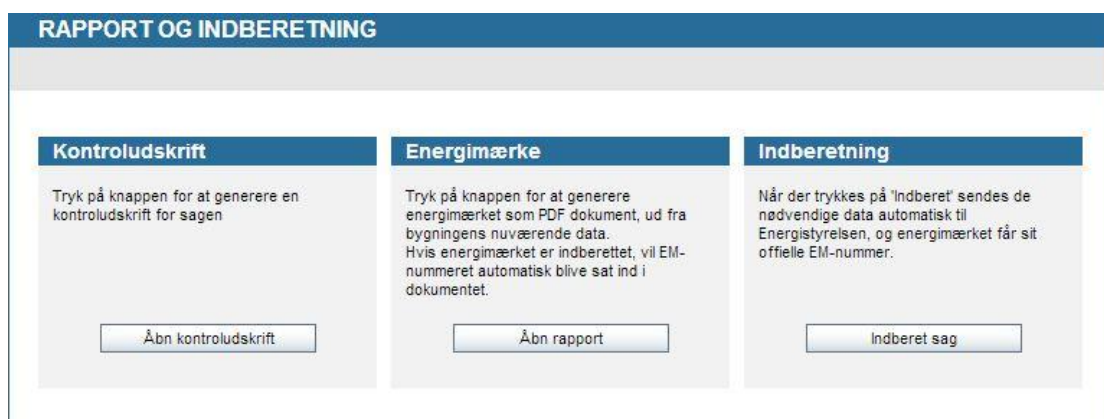 RAPPORT OG INDBERETNING
Kontroludskrift
Tryk på knappen for at generere en
kontroludskrift for sagen
Åbn kontroludskrift
Energimærke
Tryk på knappen for at generere
energimærket som PDF dokument, ud fra
bygningens nuværende data.
Hvis energimærket er indberettet, vil EM-
nummeret automatisk blive sat ind i
dokumentet.
Åbn rapport
Indberetning
Når der trykkes på 'Indberet' sendes de
nødvendige data automatisk til
Energistyrelsen, og energimærket får sit
offielle EM-nummer.
Indberet sag